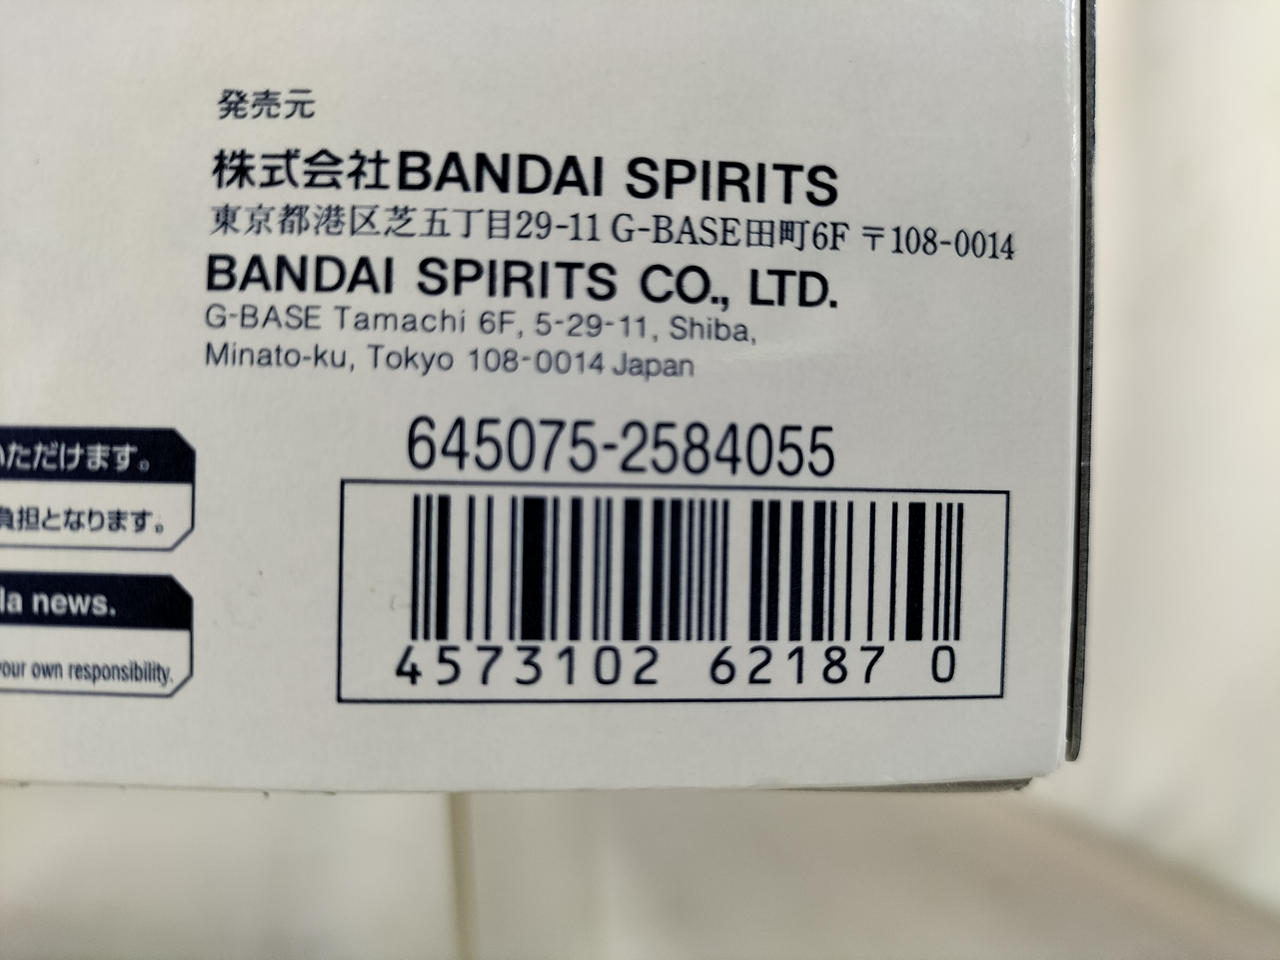 発売元
株式会社BANDAI SPIRITS
東京都港区芝五丁目29-11 G-BASE田町6F 〒108-0014
BANDAI SPIRITS CO., LTD.
G-BASE Tamachi 6F, 5-29-11, Shiba,
Minato-ku, Tokyo 108-0014 Japan
645075-2584055
4573102 62187 0
いただけます。
負担となります。
la news.
your own responsibility.